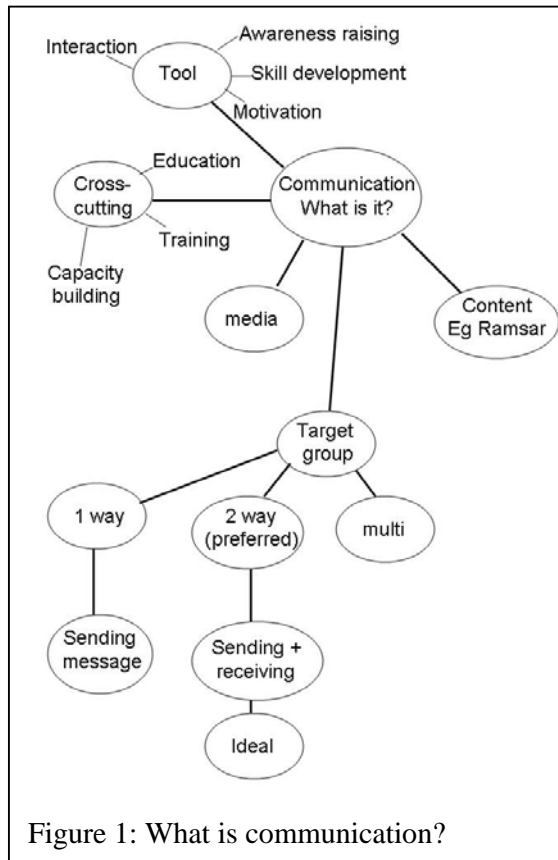 Awareness raising
Interaction
Tool
Skill development
Motivation
Education
Cross-
cutting
Training
Capacity
building
Communication
What is it?
media
Content
Eg Ramsar
Target
group
1 way
2 way
(preferred)
multi
Sending
message
Sending +
receiving
Ideal
Figure 1: What is communication?